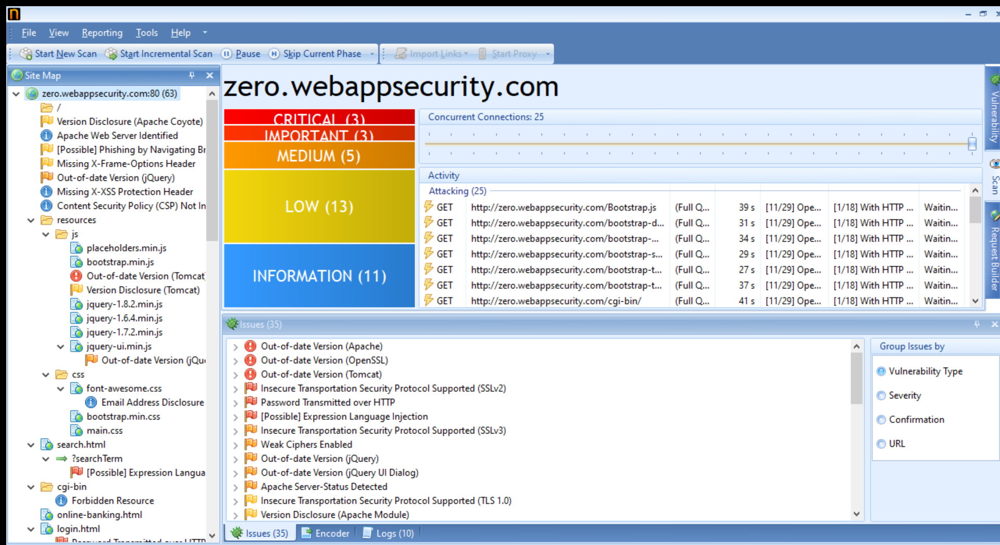 n
File View Reporting Tools Help
Start New Scan Start Incremental Scan Pause Skip Current Phase Import Links Start Proxy
Site Map
zero.webappsecurity.com:80 (63)
/
Version Disclosure (Apache Coyote)
Apache Web Server Identified
[Possible] Phishing by Navigating Br
Missing X-Frame-Options Header
Out-of-date Version (jQuery)
Missing X-XSS Protection Header
Content Security Policy (CSP) Not In
resources
js
placeholders.min.js
bootstrap.min.js
Out-of-date Version (Tomcat)
Version Disclosure (Tomcat)
jquery-1.8.2.min.js
jquery-1.6.4.min.js
jquery-1.7.2.min.js
jquery-ui.min.js
Out-of-date Version (jQue
css
font-awesome.css
Email Address Disclosure
bootstrap.min.css
main.css
search.html
?searchTerm
[Possible] Expression Langua
cgi-bin
Forbidden Resource
online-banking.html
login.html
Password Transmitted over HTTP
zero.webappsecurity.com
CRITICAL (3)
IMPORTANT (3)
MEDIUM (5)
LOW (13)
INFORMATION (11)
Concurrent Connections: 25
Activity
Attacking (25)
GET http://zero.webappsecurity.com/Bootstrap.js (Full Q... 39 s [11/29] Ope... [1/18] With HTTP ... Waitin...
GET http://zero.webappsecurity.com/bootstrap-d... (Full Q... 31 s [11/29] Ope... [1/18] With HTTP ... Waitin...
GET http://zero.webappsecurity.com/bootstrap-... (Full Q... 34 s [11/29] Ope... [1/18] With HTTP ... Waitin...
GET http://zero.webappsecurity.com/bootstrap-s... (Full Q... 29 s [11/29] Ope... [1/18] With HTTP ... Waitin...
GET http://zero.webappsecurity.com/bootstrap-t... (Full Q... 27 s [11/29] Ope... [1/18] With HTTP ... Waitin...
GET http://zero.webappsecurity.com/bootstrap-t... (Full Q... 37 s [11/29] Ope... [1/18] With HTTP ... Waitin...
GET http://zero.webappsecurity.com/cgi-bin/ (Full Q... 41 s [11/29] Ope... [1/18] With HTTP ... Waitin...
Vulnerability
Scan
Request Builder
Issues (35)
Out-of-date Version (Apache)
Out-of-date Version (OpenSSL)
Out-of-date Version (Tomcat)
Insecure Transportation Security Protocol Supported (SSLv2)
Password Transmitted over HTTP
[Possible] Expression Language Injection
Insecure Transportation Security Protocol Supported (SSLv3)
Weak Ciphers Enabled
Out-of-date Version (jQuery)
Out-of-date Version (jQuery UI Dialog)
Apache Server-Status Detected
Insecure Transportation Security Protocol Supported (TLS 1.0)
Version Disclosure (Apache Module)
Group Issues by
Vulnerability Type
Severity
Confirmation
URL
Issues (35) Encoder Logs (10)